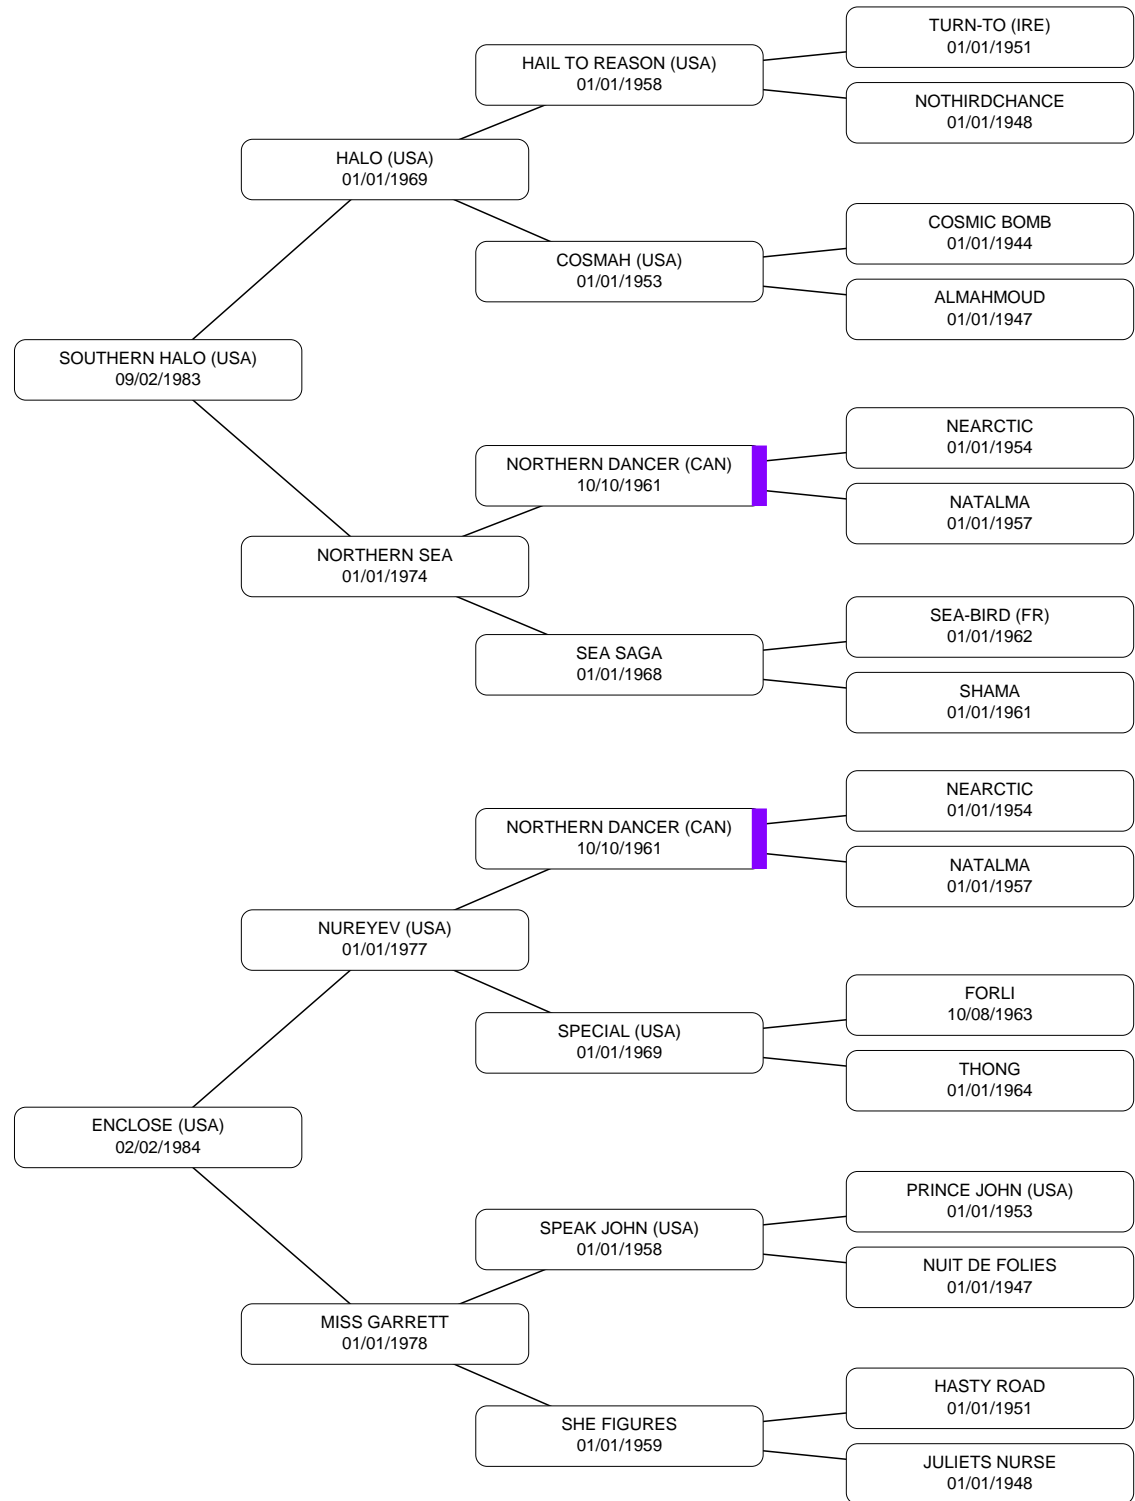 TURN-TO (IRE)
01/01/1951
HAIL TO REASON (USA)
01/01/1958
NOTHIRDCHANCE
01/01/1948
HALO (USA)
01/01/1969
COSMIC BOMB
01/01/1944
COSMAH (USA)
01/01/1953
ALMAHMOUD
01/01/1947
SOUTHERN HALO (USA)
09/02/1983
NEARCTIC
01/01/1954
NORTHERN DANCER (CAN)
10/10/1961
NATALMA
01/01/1957
NORTHERN SEA
01/01/1974
SEA-BIRD (FR)
01/01/1962
SEA SAGA
01/01/1968
SHAMA
01/01/1961
NEARCTIC
01/01/1954
NORTHERN DANCER (CAN)
10/10/1961
NATALMA
01/01/1957
NUREYEV (USA)
01/01/1977
FORLI
10/08/1963
SPECIAL (USA)
01/01/1969
THONG
01/01/1964
ENCLOSE (USA)
02/02/1984
PRINCE JOHN (USA)
01/01/1953
SPEAK JOHN (USA)
01/01/1958
NUIT DE FOLIES
01/01/1947
MISS GARRETT
01/01/1978
HASTY ROAD
01/01/1951
SHE FIGURES
01/01/1959
JULIETS NURSE
01/01/1948